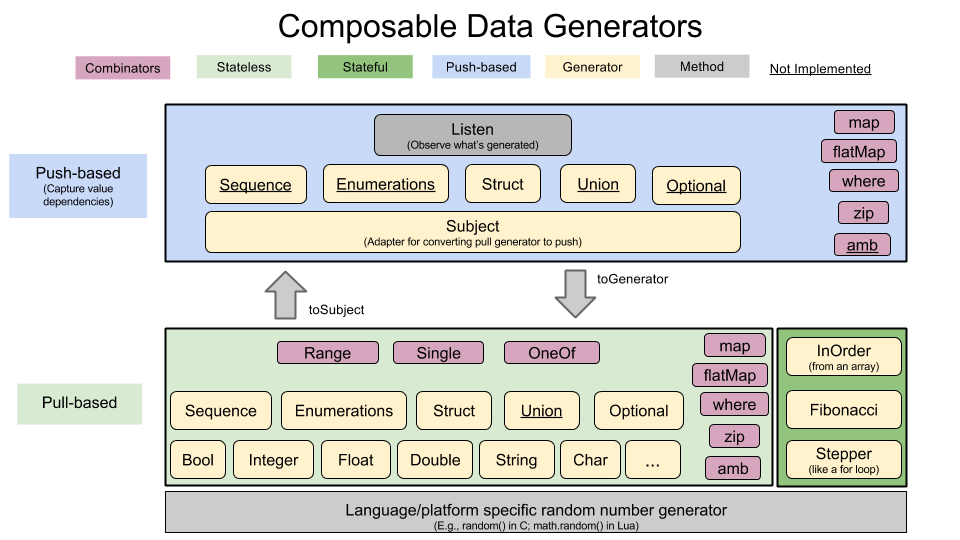 Composable Data Generators
Combinators
Stateless
Stateful
Push-based
Generator
Method
Not Implemented
Push-based
(Capture value
dependencies)
Listen
(Observe what's generated)
Sequence
Enumerations
Struct
Union
Optional
Subject
(Adapter for converting pull generator to push)
map
flatMap
where
zip
amb
toSubject
toGenerator
Pull-based
Range
Single
OneOf
Sequence
Enumerations
Struct
Union
Optional
Bool
Integer
Float
Double
String
Char
...
map
flatMap
where
zip
amb
InOrder
(from an array)
Fibonacci
Stepper
(like a for loop)
Language/platform specific random number generator
(E.g., random() in C; math.random() in Lua)